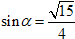 sin α = √15/4